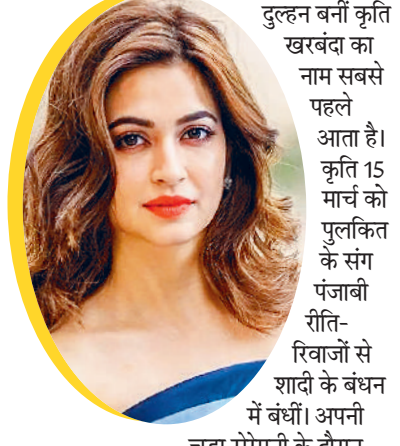 दुल्हन बनीं कृति
खरबंदा का
नाम सबसे
पहले
आता है।
कृति 15
मार्च को
पुलकित
के संग
पंजाबी
रीति-
रिवाजों से
शादी के बंधन
में बंधीं। अपनी